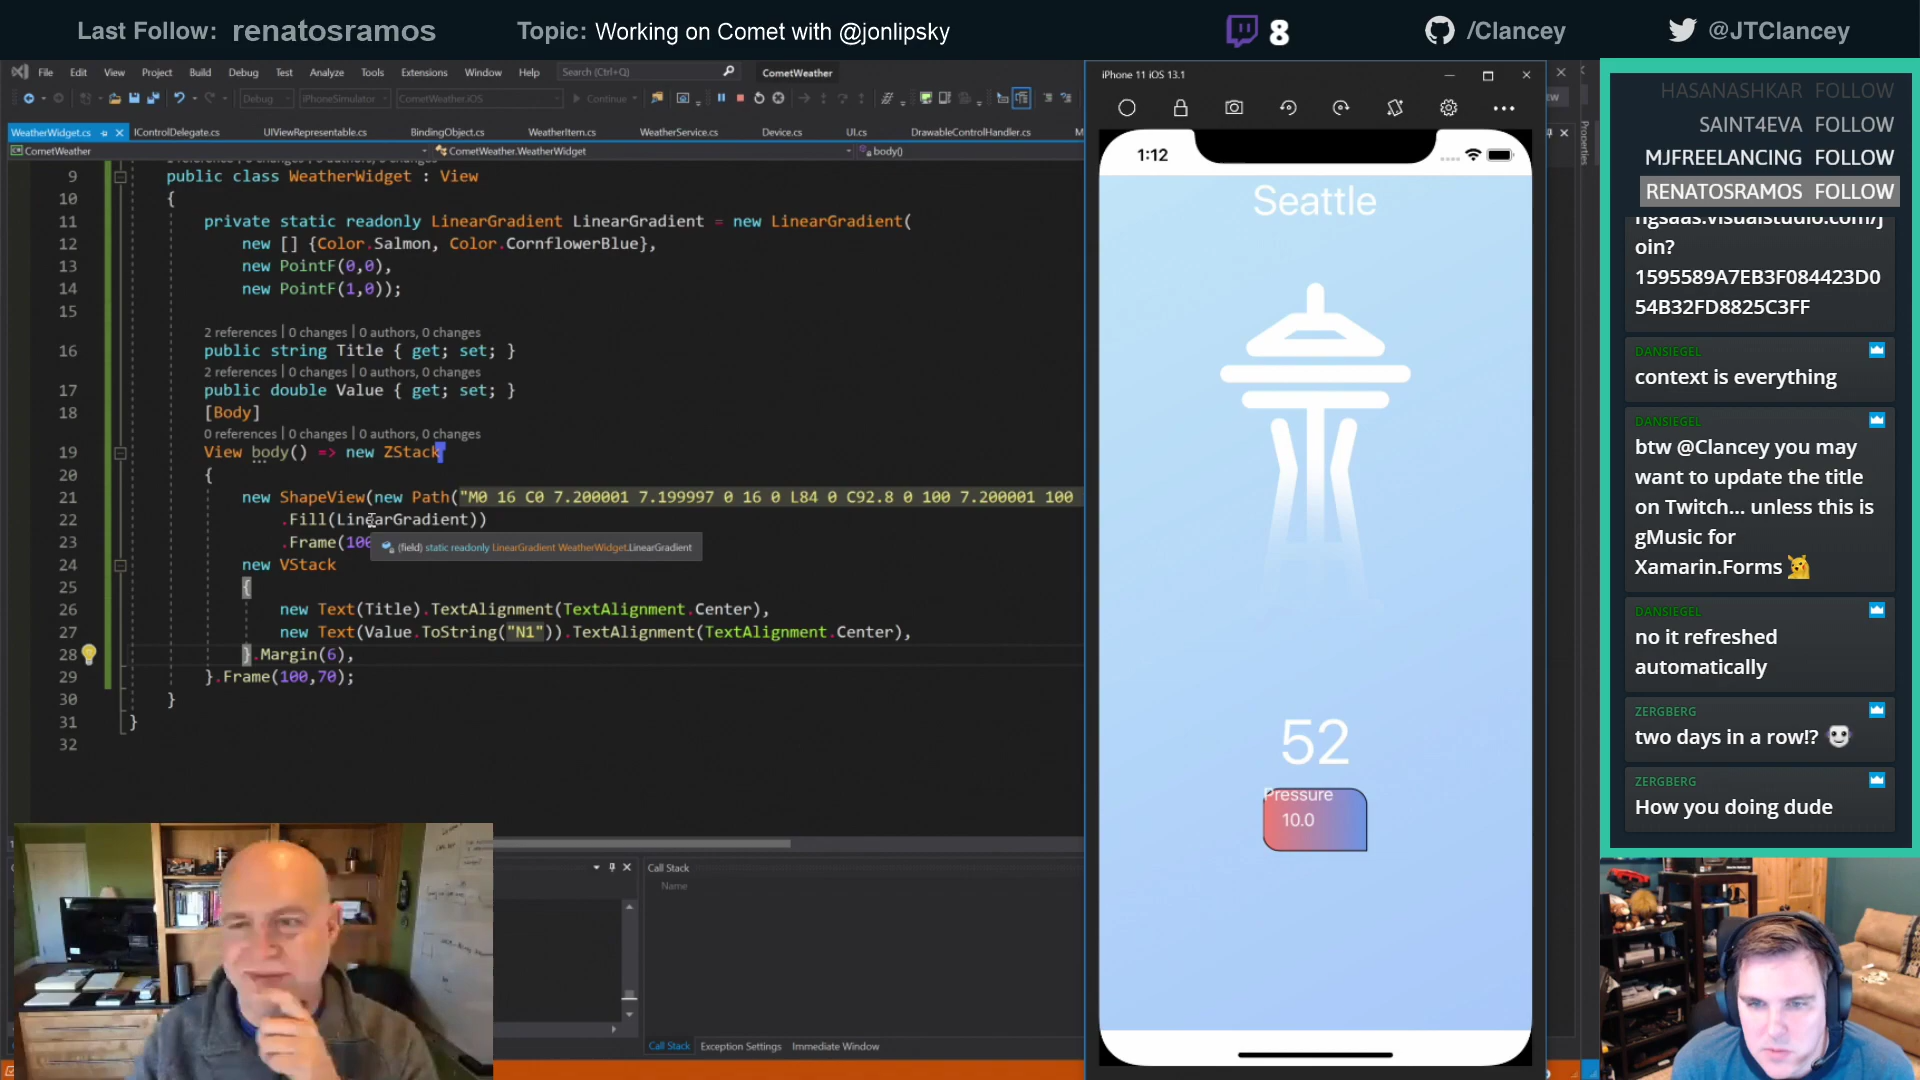 Last Follow: renatosramos
Topic: Working on Comet with @jonlipsky
8
/Clancey
@JTClancey
File Edit View Project Build Debug Test Analyze Tools Extensions Window Help Search (Ctrl+Q) CometWeather
Debug iPhoneSimulator CometWeather.iOS Continue
WeatherWidget.cs IControlDelegate.cs UIViewRepresentable.cs BindingObject.cs WeatherItem.cs WeatherService.cs Device.cs UI.cs DrawableControlHandler.cs M
CometWeather CometWeather.WeatherWidget body()
9 public class WeatherWidget : View
10 {
11 private static readonly LinearGradient LinearGradient = new LinearGradient(
12 new [] {Color.Salmon, Color.CornflowerBlue},
13 new PointF(0,0),
14 new PointF(1,0));
15
2 references | 0 changes | 0 authors, 0 changes
16 public string Title { get; set; }
2 references | 0 changes | 0 authors, 0 changes
17 public double Value { get; set; }
18 [Body]
0 references | 0 changes | 0 authors, 0 changes
19 View body() => new ZStack
20 {
21 new ShapeView(new Path("M0 16 C0 7.200001 7.199997 0 16 0 L84 0 C92.8 0 100 7.200001 100
22 .Fill(LinearGradient))
23 .Frame(100
(field) static readonly LinearGradient WeatherWidget.LinearGradient
24 new VStack
25 {
26 new Text(Title).TextAlignment(TextAlignment.Center),
27 new Text(Value.ToString("N1")).TextAlignment(TextAlignment.Center),
28 }.Margin(6),
29 }.Frame(100,70);
30 }
31 }
32
Call Stack
Name
Call Stack Exception Settings Immediate Window
Properties
iPhone 11 iOS 13.1
1:12
Seattle
52
Pressure
10.0
HASANASHKAR FOLLOW
SAINT4EVA FOLLOW
MJFREELANCING FOLLOW
RENATOSRAMOS FOLLOW
ngsaas.visualstudio.com/j
oin?
1595589A7EB3F084423D0
54B32FD8825C3FF
DANSIEGEL
context is everything
DANSIEGEL
btw @Clancey you may
want to update the title
on Twitch... unless this is
gMusic for
Xamarin.Forms
DANSIEGEL
no it refreshed
automatically
ZERGBERG
two days in a row!?
ZERGBERG
How you doing dude